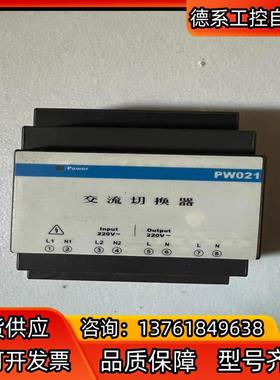 德系工控自
Power
PW021
交流切换器
Input 220V~
Output 220V~
L1 N1 L2 N2 L N L N
① ② ③ ④ ⑤ ⑥ ⑦ ⑧
货供应
咨询：13761849638
可开发票
品质保障
型号齐